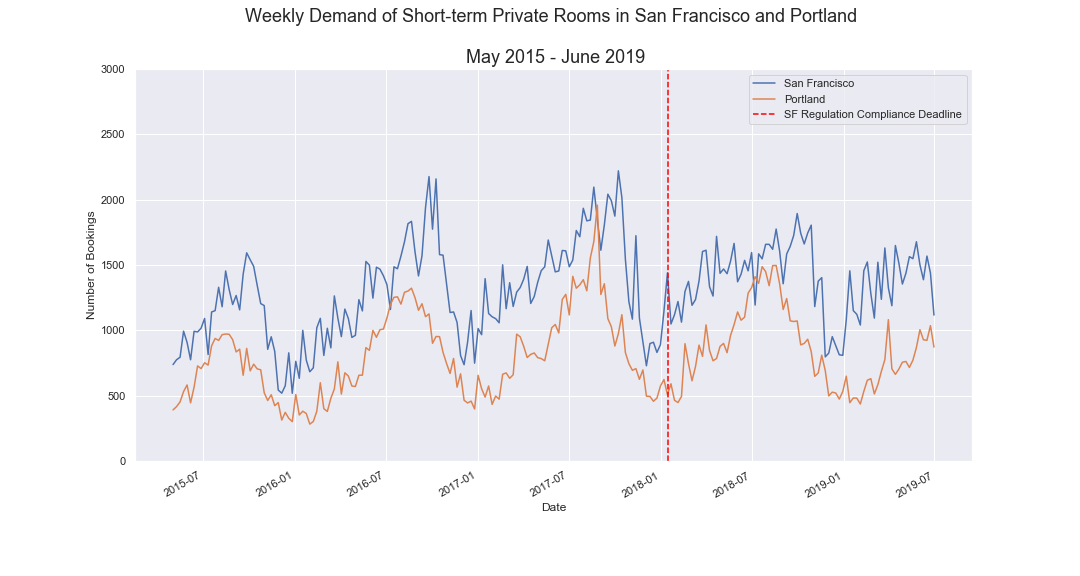 Weekly Demand of Short-term Private Rooms in San Francisco and Portland
May 2015 - June 2019
San Francisco
Portland
SF Regulation Compliance Deadline
Number of Bookings
3000
2500
2000
1500
1000
500
0
2015-07
2016-01
2016-07
2017-01
2017-07
2018-01
2018-07
2019-01
2019-07
Date